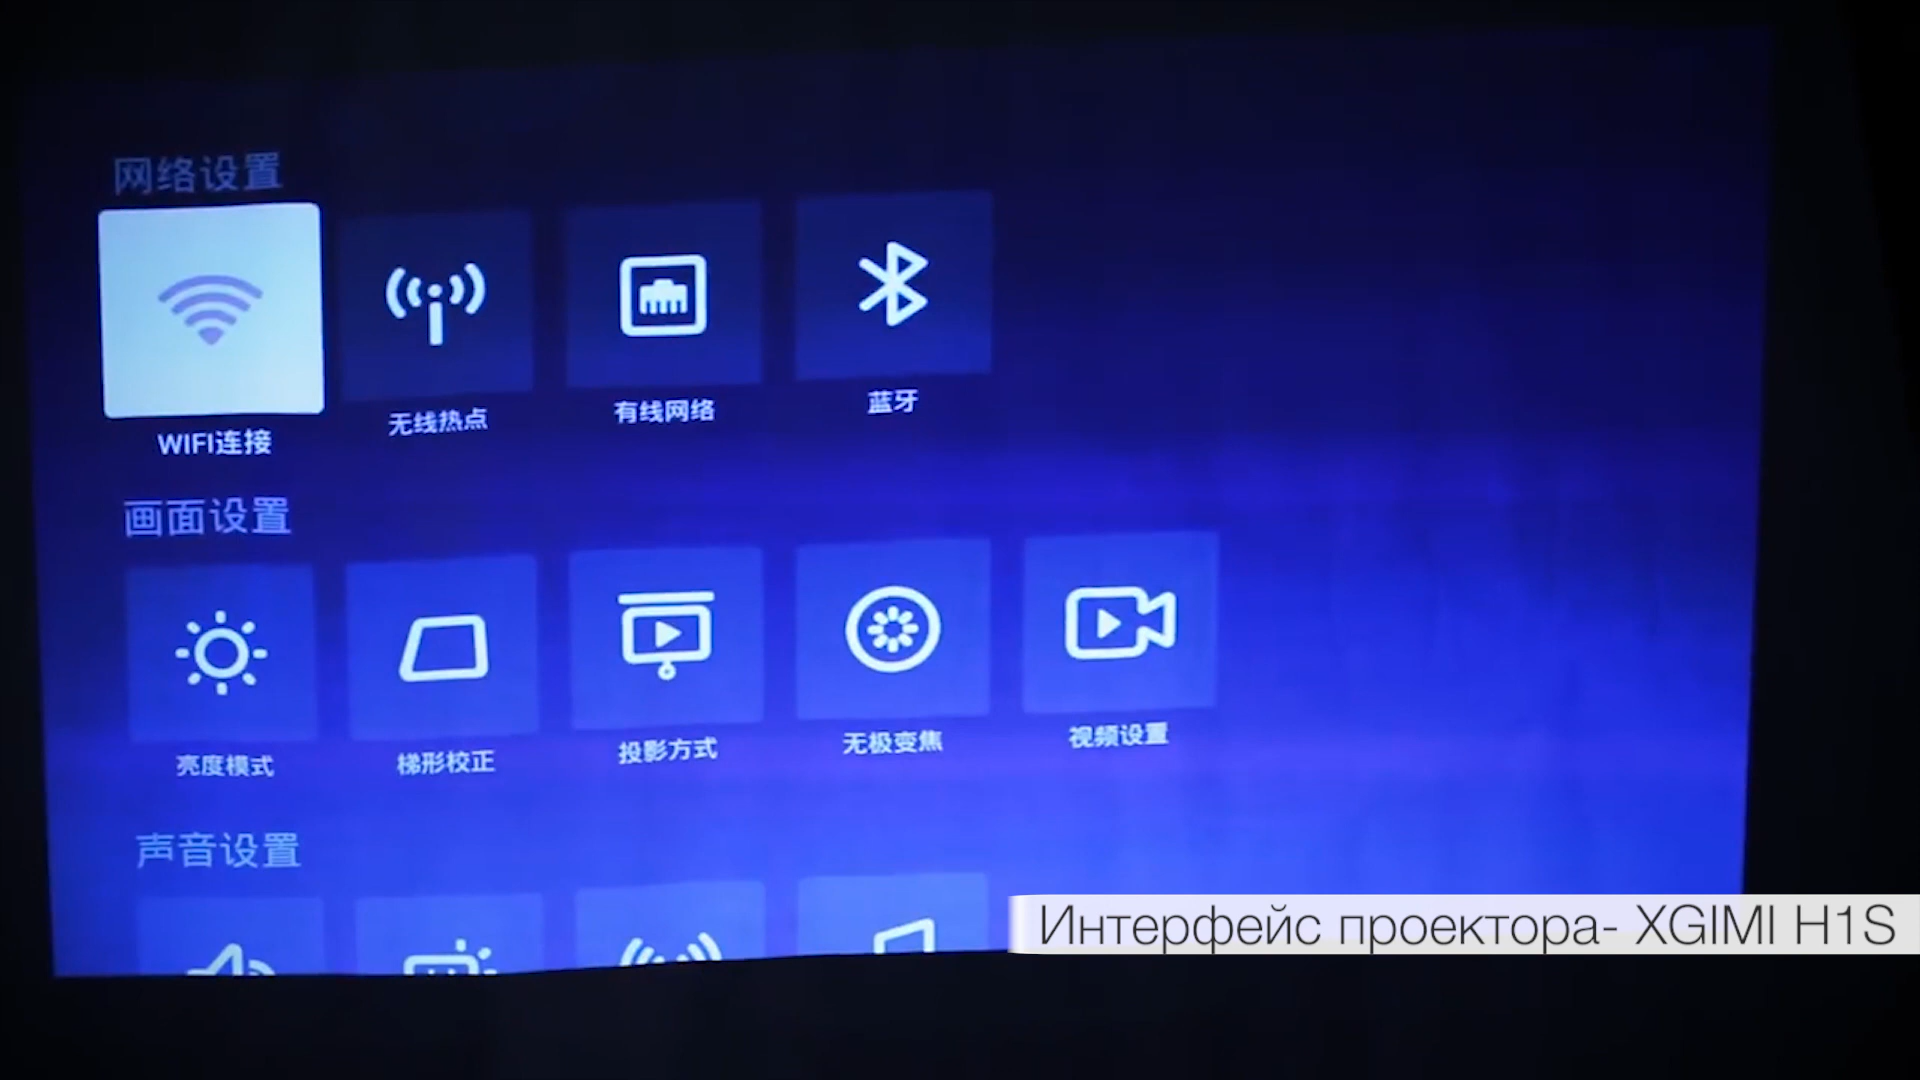 网络设置
WIFI连接
无线热点
有线网络
蓝牙
画面设置
亮度模式
梯形校正
投影方式
无极变焦
视频设置
声音设置
Интерфейс проектора- XGIMI H1S